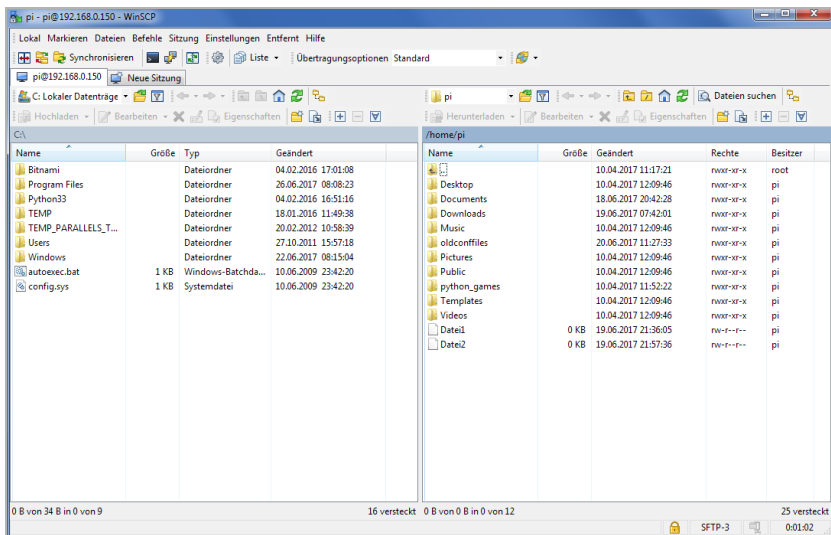 pi - pi@192.168.0.150 - WinSCP
Lokal Markieren Dateien Befehle Sitzung Einstellungen Entfernt Hilfe
Synchronisieren Liste Übertragungsoptionen Standard
pi@192.168.0.150 Neue Sitzung
C: Lokaler Datenträger
Hochladen Bearbeiten Eigenschaften
C:\
Name Größe Typ Geändert
Bitnami Dateiordner 04.02.2016 17:01:08
Program Files Dateiordner 26.06.2017 08:08:23
Python33 Dateiordner 04.02.2016 16:51:16
TEMP Dateiordner 18.01.2016 11:49:38
TEMP_PARALLELS_T... Dateiordner 20.02.2012 10:58:39
Users Dateiordner 27.10.2011 15:57:18
Windows Dateiordner 22.06.2017 08:15:04
autoexec.bat 1 KB Windows-Batchda... 10.06.2009 23:42:20
config.sys 1 KB Systemdatei 10.06.2009 23:42:20
0 B von 34 B in 0 von 9 16 versteckt
pi Dateien suchen
Herunterladen Bearbeiten Eigenschaften
/home/pi
Name Größe Geändert Rechte Besitzer
.. 10.04.2017 11:17:21 rwxr-xr-x root
Desktop 10.04.2017 12:09:46 rwxr-xr-x pi
Documents 18.06.2017 20:42:28 rwxr-xr-x pi
Downloads 19.06.2017 07:42:01 rwxr-xr-x pi
Music 10.04.2017 12:09:46 rwxr-xr-x pi
oldconffiles 20.06.2017 11:27:33 rwxr-xr-x pi
Pictures 10.04.2017 12:09:46 rwxr-xr-x pi
Public 10.04.2017 12:09:46 rwxr-xr-x pi
python_games 10.04.2017 11:52:22 rwxr-xr-x pi
Templates 10.04.2017 12:09:46 rwxr-xr-x pi
Videos 10.04.2017 12:09:46 rwxr-xr-x pi
Datei1 0 KB 19.06.2017 21:36:05 rw-r--r-- pi
Datei2 0 KB 19.06.2017 21:57:36 rw-r--r-- pi
0 B von 0 B in 0 von 12 25 versteckt
SFTP-3 0:01:02